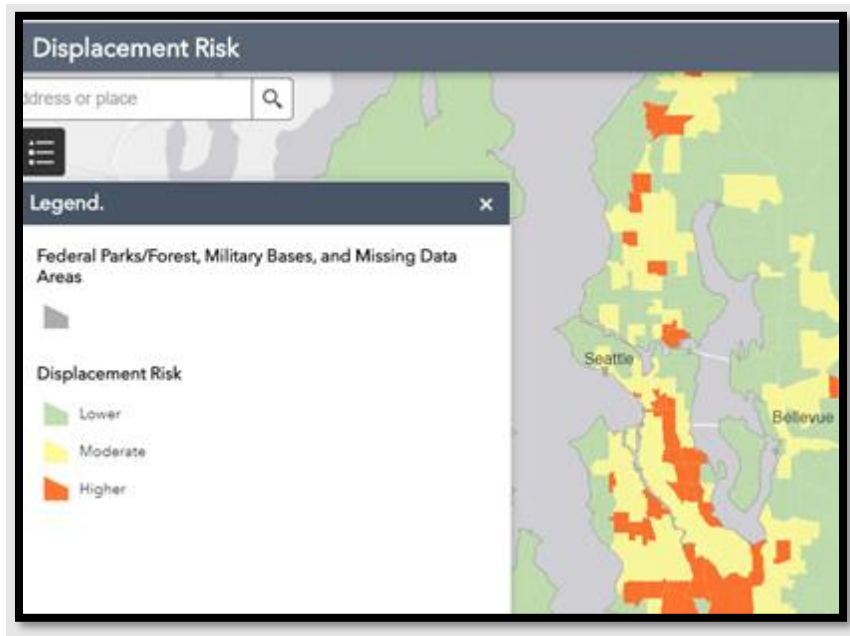 Displacement Risk
ddress or place
Legend.
Federal Parks/Forest, Military Bases, and Missing Data
Areas
Displacement Risk
Lower
Moderate
Higher
Seattle
Bellevue